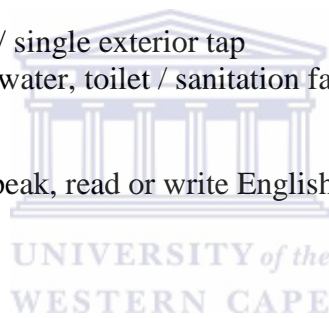 / single exterior tap
water, toilet / sanitation fa
peak, read or write English
UNIVERSITY of the
WESTERN CAPE